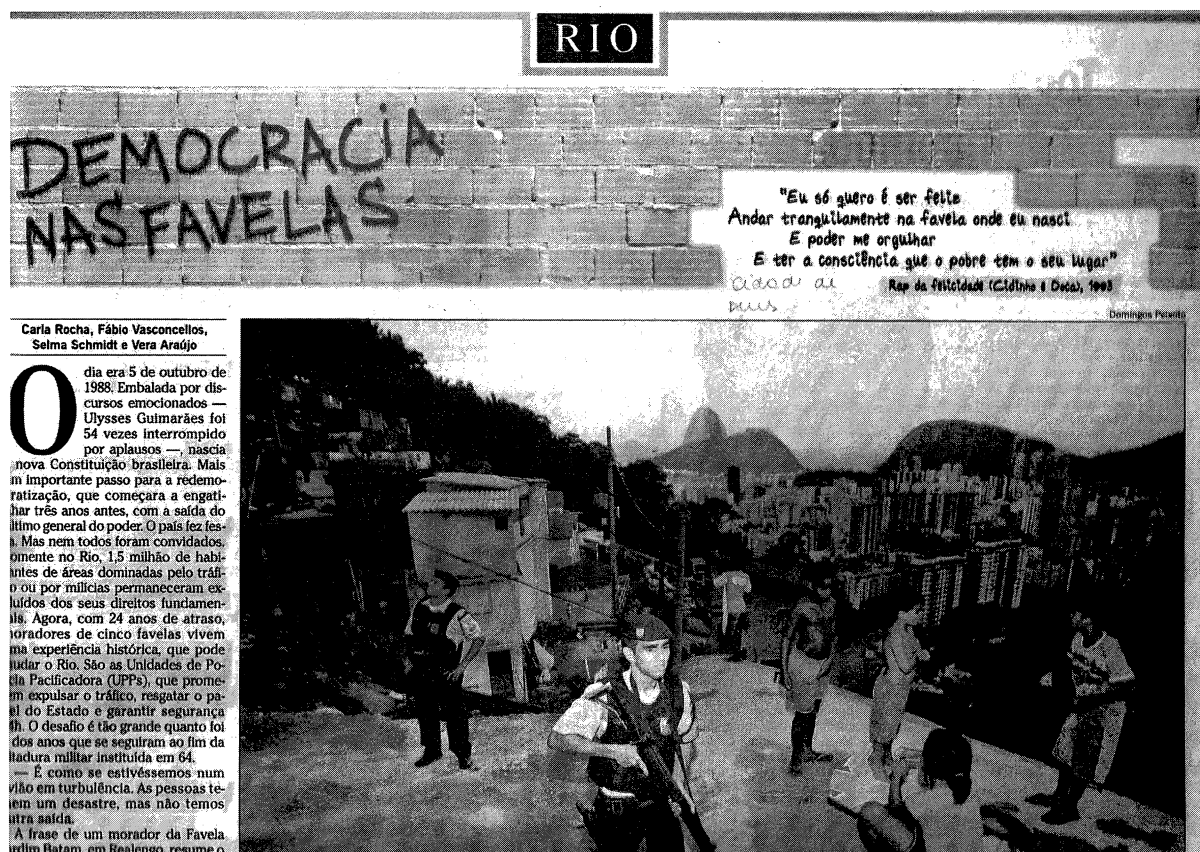 RIO
DEMOCRACIA
NAS FAVELAS
"Eu só quero é ser feliz
Andar tranqüilamente na favela onde eu nasci
E poder me orgulhar
E ter a consciência que o pobre tem o seu lugar"
Rap da felicidade (Cidinho e Doca), 1993
Cidade de
Deus
Domingos Peixoto
Carla Rocha, Fábio Vasconcellos,
Selma Schmidt e Vera Araújo
O dia era 5 de outubro de
1988. Embalada por dis-
cursos emocionados —
Ulysses Guimarães foi
54 vezes interrompido
por aplausos —, nascia
nova Constituição brasileira. Mais
m importante passo para a redemo-
ratização, que começara a engati-
har três anos antes, com a saída do
ltimo general do poder. O país fez fes-
a. Mas nem todos foram convidados.
omente no Rio, 1,5 milhão de habi-
antes de áreas dominadas pelo tráfi-
o ou por milícias permaneceram ex-
luídos dos seus direitos fundamen-
ais. Agora, com 24 anos de atraso,
moradores de cinco favelas vivem
ma experiência histórica, que pode
udar o Rio. São as Unidades de Po-
cia Pacificadora (UPPs), que prome-
em expulsar o tráfico, resgatar o pa-
el do Estado e garantir segurança
4h. O desafio é tão grande quanto foi
dos anos que se seguiram ao fim da
itadura militar instituída em 64.
— É como se estivéssemos num
vião em turbulência. As pessoas te-
em um desastre, mas não temos
utra saída.
A frase de um morador da Favela
ardim Batam, em Realengo, resume o